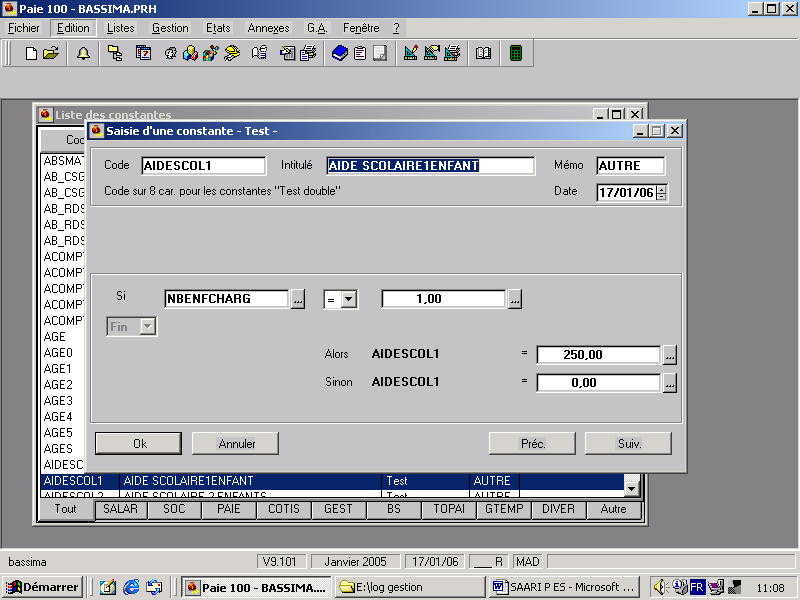 Paie 100 - BASSIMA.PRH
Fichier Edition Listes Gestion Etats Annexes G.A. Fenêtre ?
Liste des constantes
Saisie d'une constante - Test -
Code AIDESCOL1 Intitulé AIDE SCOLAIRE1ENFANT Mémo AUTRE
Code sur 8 car. pour les constantes "Test double" Date 17/01/06
Si NBENFCHARG ... = 1,00 ...
Fin
Alors AIDESCOL1 = 250,00 ...
Sinon AIDESCOL1 = 0,00 ...
Ok Annuler Préc. Suiv.
Coc
ABSMAT
AB_CSG
AB_CSG
AB_RDS
AB_RDS
AB_RDS
ACOMPT
ACOMPT
ACOMPT
ACOMPT
ACOMPT
AGE
AGE0
AGE1
AGE2
AGE3
AGE4
AGE5
AGES
AIDESC
AIDESCOL1 AIDE SCOLAIRE1ENFANT Test AUTRE
AIDESCOL2 AIDE SCOLAIRE 2 ENFANTS Test AUTRE
Tout SALAR SOC PAIE COTIS GEST BS TOPAI GTEMP DIVER Autre
bassima V9.101 Janvier 2005 17/01/06 ___ R MAD
Démarrer Paie 100 - BASSIMA.... E:\log gestion SAARI P ES - Microsoft ... FR 11:08